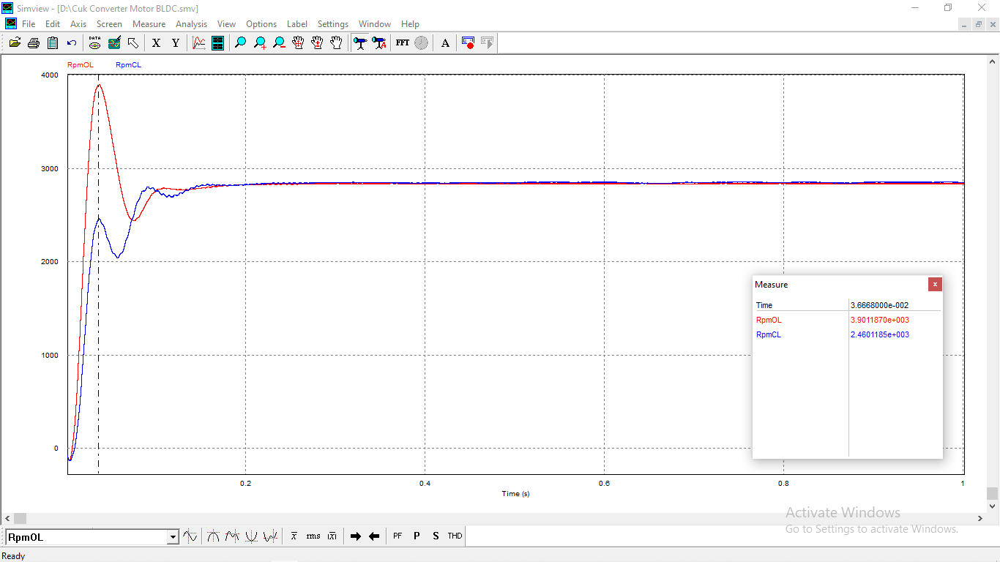 Simview - [D:\Cuk Converter Motor BLDC.smv]
File Edit Axis Screen Measure Analysis View Options Label Settings Window Help
DATA X Y FFT A
RpmOL RpmCL
4000
3000
2000
1000
0
0.2 0.4 0.6 0.8 1
Time (s)
Measure
Time 3.6668000e-002
RpmOL 3.9011870e+003
RpmCL 2.4601185e+003
Activate Windows
Go to Settings to activate Windows.
RpmOL x rms |x| PF P S THD
Ready